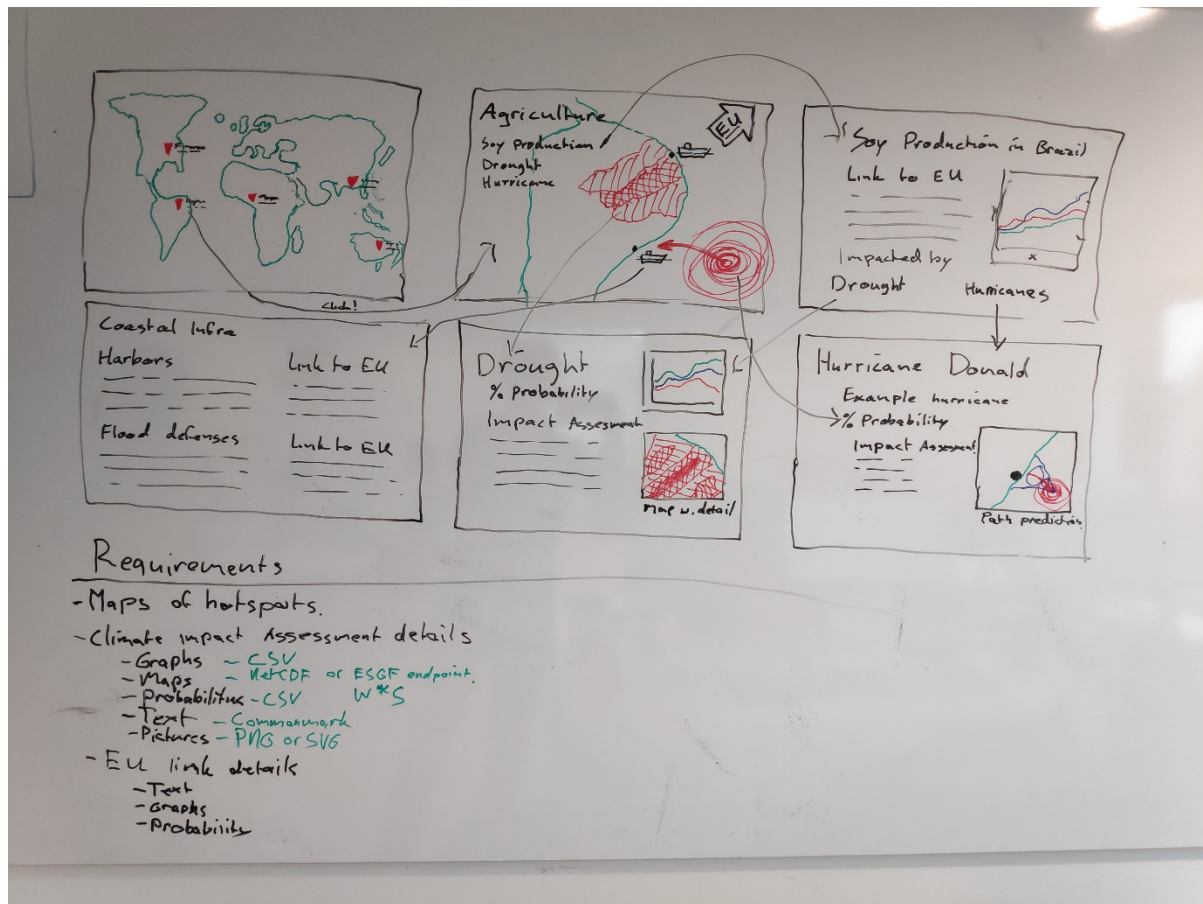 Click!
Agriculture
Soy Production
Drought
Hurricane
EU
Soy Production in Brazil
Link to EU
x
Impacted by
Drought
Hurricanes
Coastal Infra
Harbors
Link to EU
Flood defenses
Link to EU
Drought
% Probability
Impact Assesment
Map w. detail
Hurricane Donald
Example hurricane
% Probability
Impact Assesment
Path prediction
Requirements
- Maps of hotspots.
- Climate impact Assessment details
- Graphs - CSV
- Maps - NetCDF or ESGF endpoint.
- Probabilities - CSV W*S
- Text - Commonmark
- Pictures - PNG or SVG
- EU link details
- Text
- Graphs
- Probability